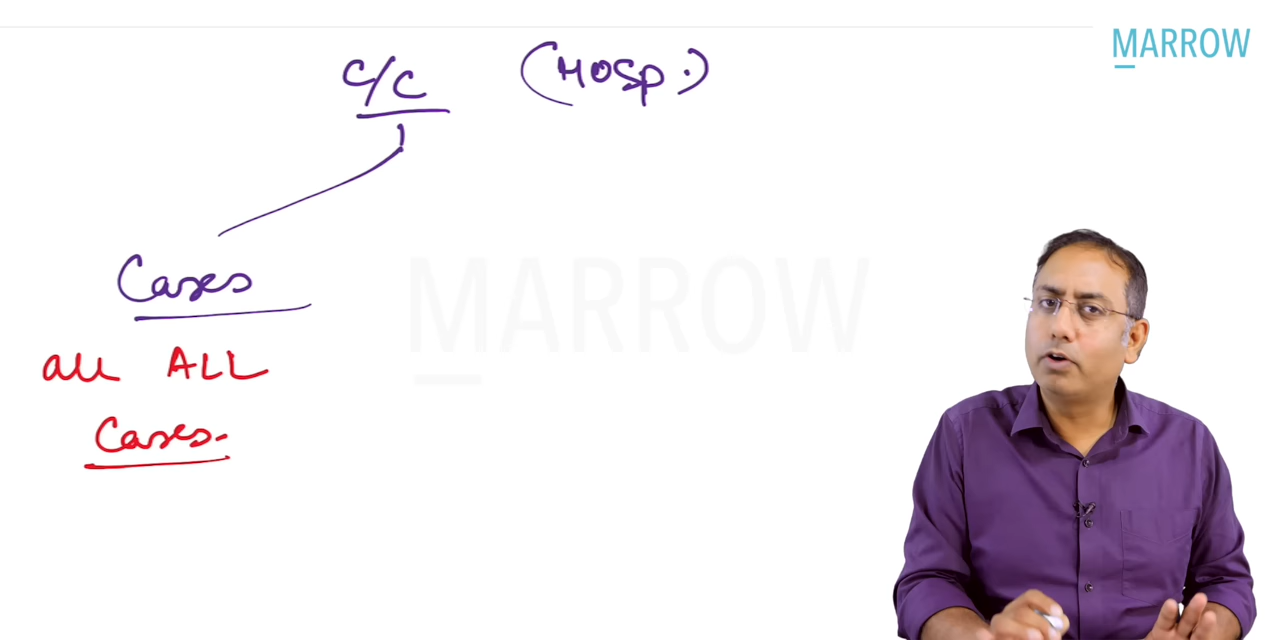 MARROW
C/C (HOSP.)
Cases
MARROW
all ALL
Cases.